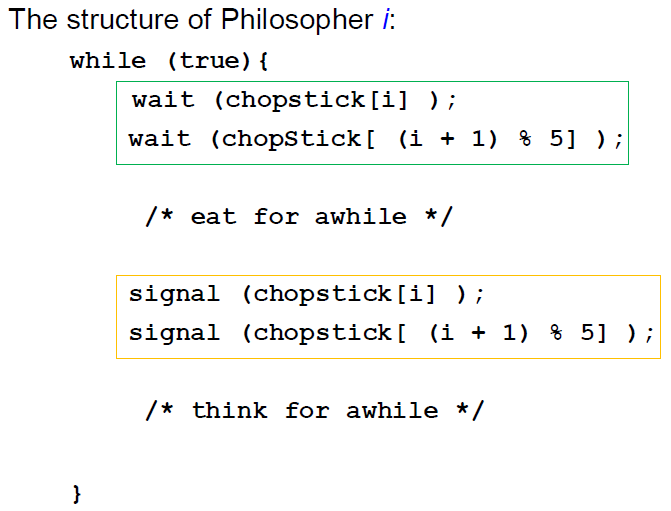 The structure of Philosopher i:
while (true){
wait (chopstick[i] );
wait (chopStick[ (i + 1) % 5] );
/* eat for awhile */
signal (chopstick[i] );
signal (chopstick[ (i + 1) % 5] );
/* think for awhile */
}